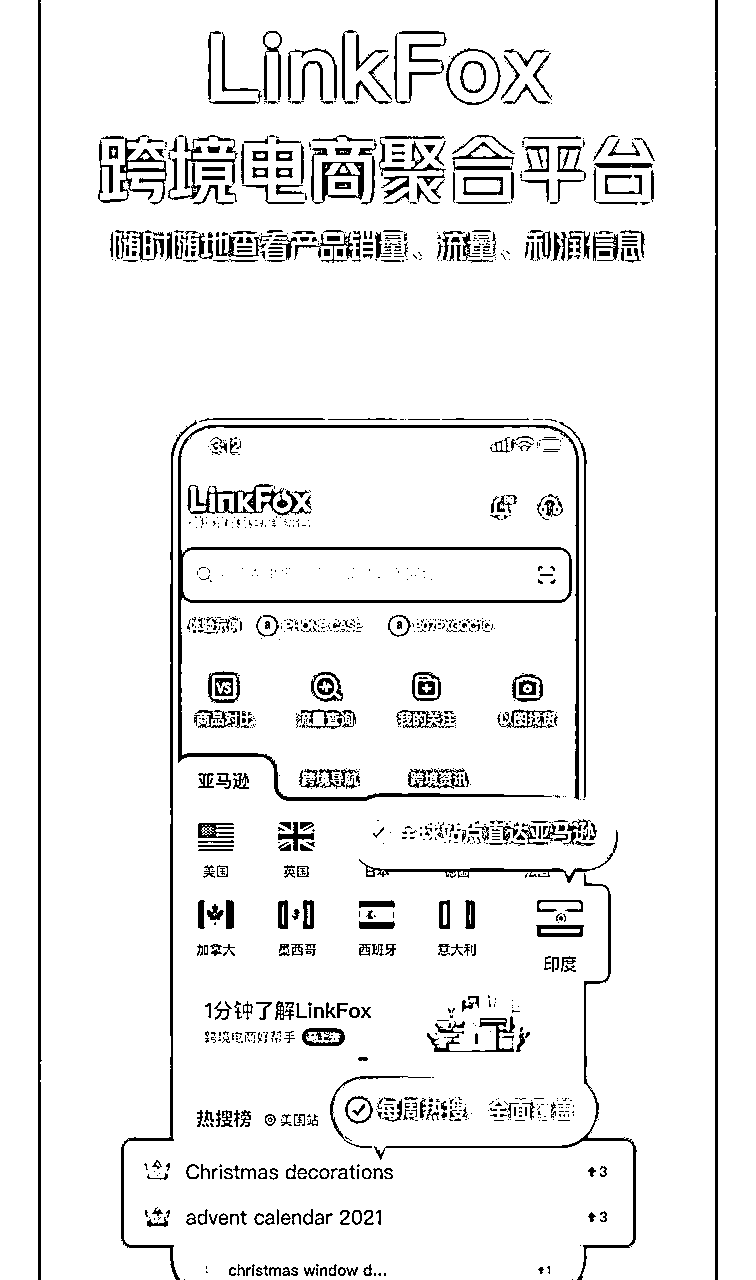 LinkFox
跨境电商聚合平台
随时随地查看产品销量、流量、利润信息
3:12
LinkFox
体验示例 IPHONE CASE
VS
商品对比 流量查询 我的关注 以图找货
亚马逊 跨境导航 跨境资讯
全球站点直达亚马逊
美国 英国 日本 德国 法国
加拿大 墨西哥 西班牙 意大利 印度
1分钟了解LinkFox
跨境电商好帮手
每周热搜 全面覆盖
热搜榜 美国站
Christmas decorations 3
advent calendar 2021 3
christmas window d... 1